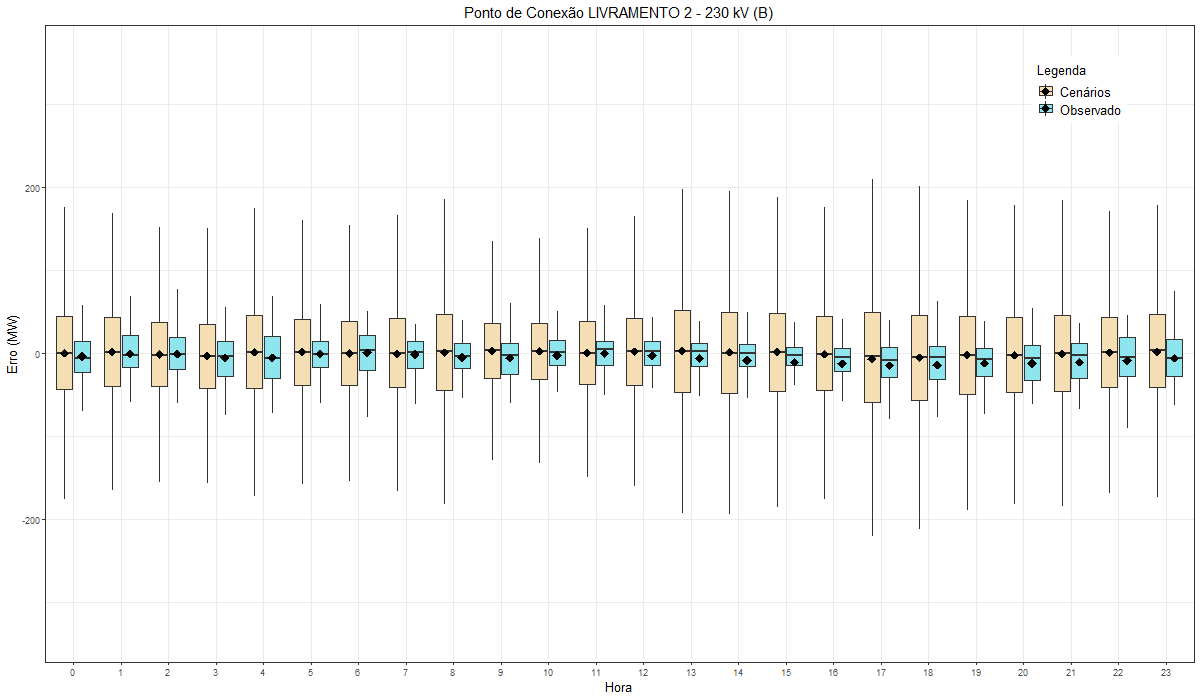 Ponto de Conexão LIVRAMENTO 2 - 230 kV (B)
Legenda
Cenários
Observado
Erro (MW)
200
0
-200
0 1 2 3 4 5 6 7 8 9 10 11 12 13 14 15 16 17 18 19 20 21 22 23
Hora